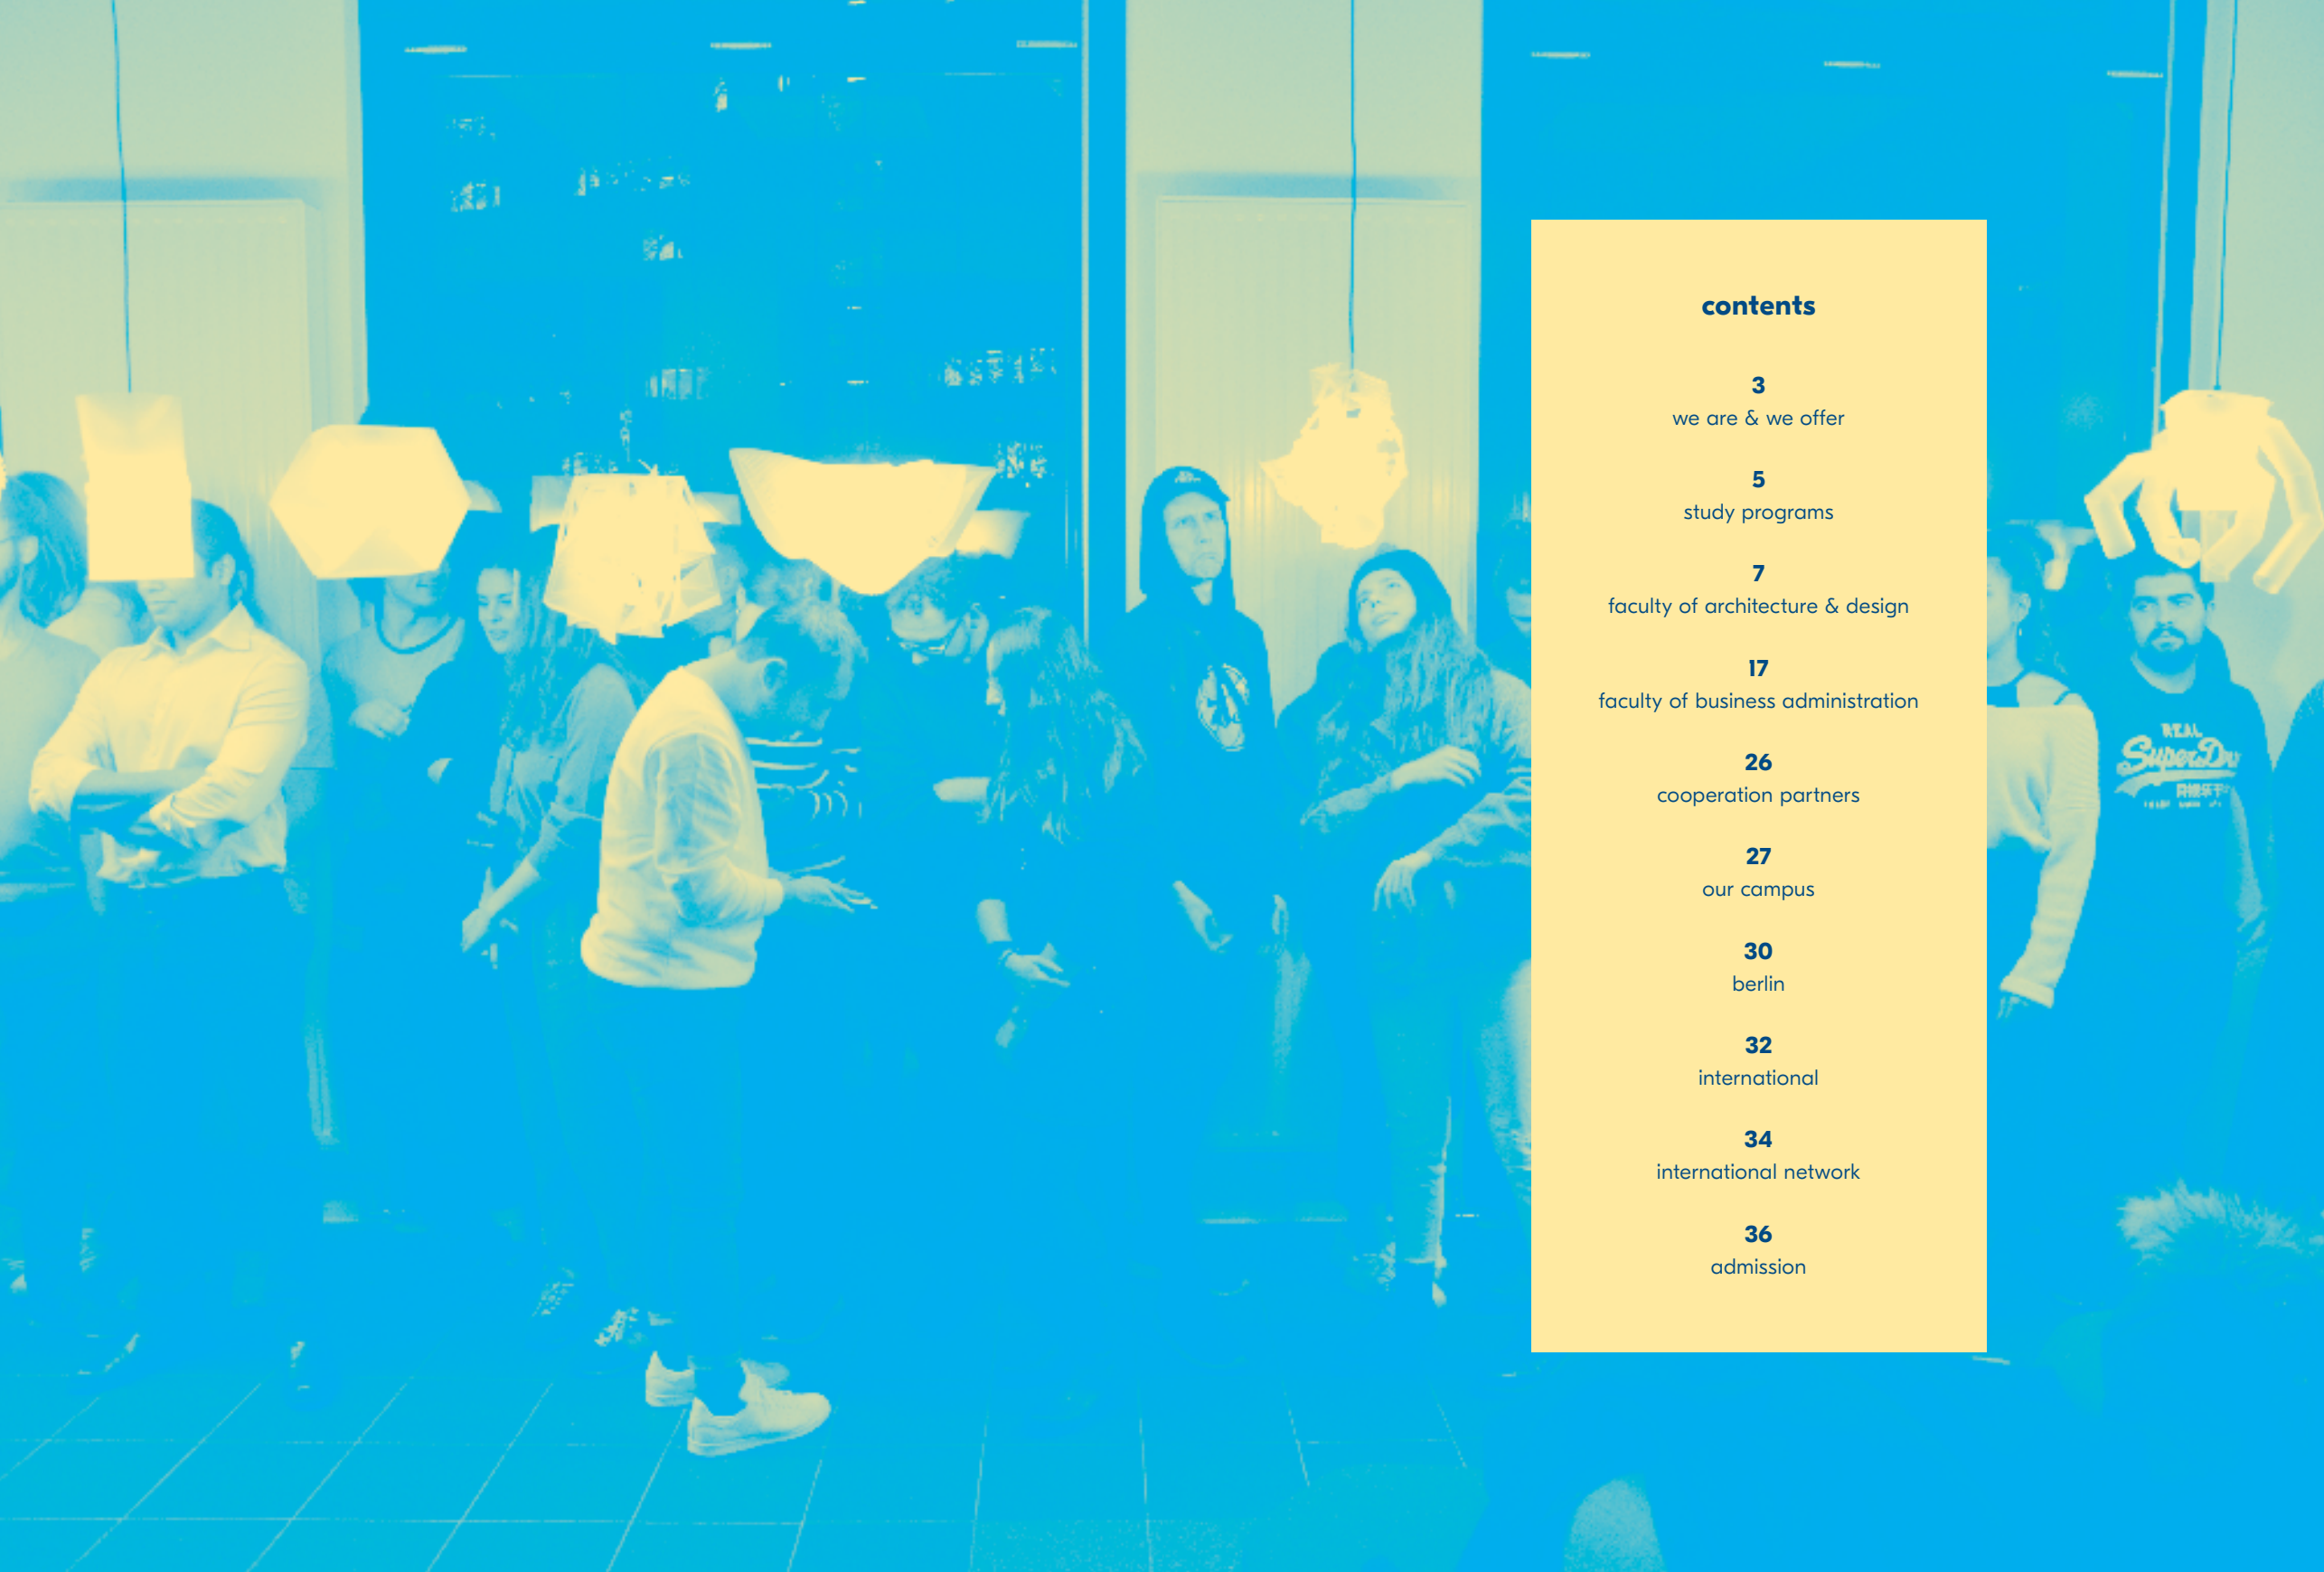 contents
3
we are & we offer
5
study programs
7
faculty of architecture & design
17
faculty of business administration
26
cooperation partners
27
our campus
30
berlin
32
international
34
international network
36
admission
REAL